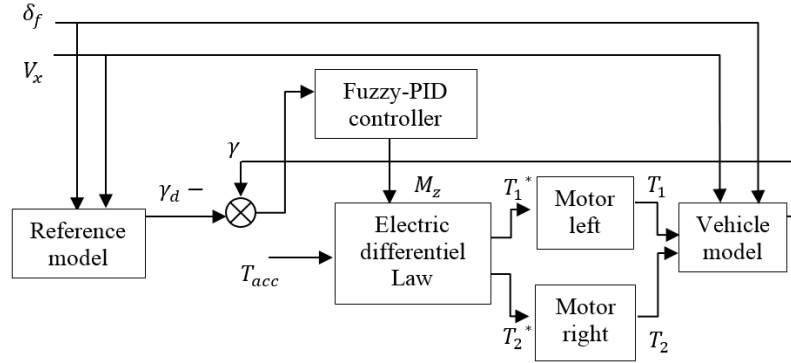 δ_f
V_x
Fuzzy-PID
controller
γ
γ_d −
M_z
T_1*
Motor
left
T_1
Reference
model
Electric
differentiel
Law
Vehicle
model
T_acc
T_2*
Motor
right
T_2